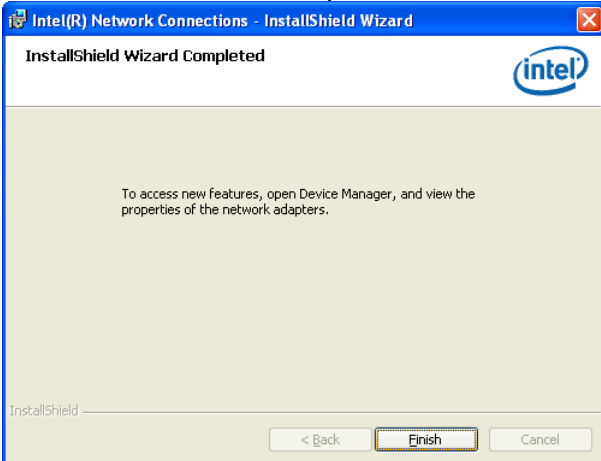 Intel(R) Network Connections - InstallShield Wizard
InstallShield Wizard Completed
intel
To access new features, open Device Manager, and view the
properties of the network adapters.
InstallShield
< Back
Finish
Cancel